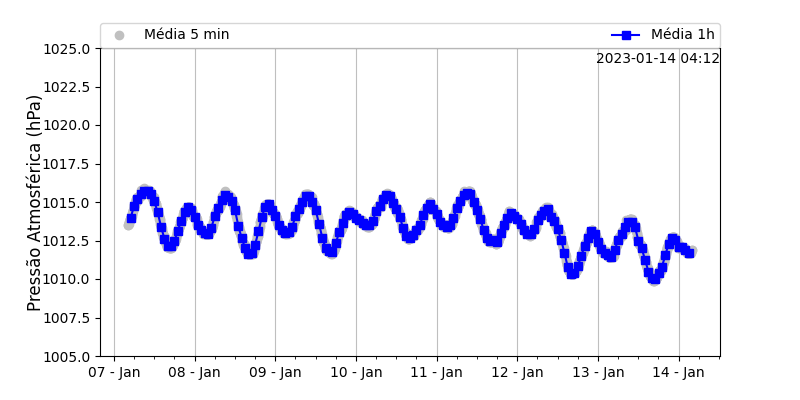 Média 5 min
Média 1h
2023-01-14 04:12
Pressão Atmosférica (hPa)
1025.0
1022.5
1020.0
1017.5
1015.0
1012.5
1010.0
1007.5
1005.0
07 - Jan
08 - Jan
09 - Jan
10 - Jan
11 - Jan
12 - Jan
13 - Jan
14 - Jan